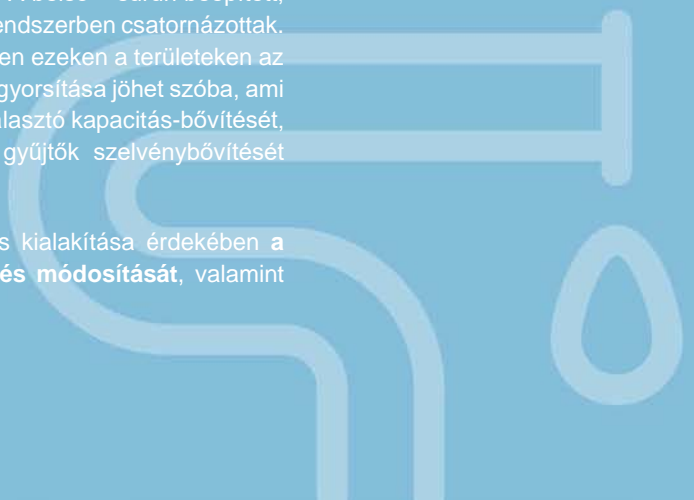 endszerben csatornázottak.
en ezeken a területeken az
gyorsítása jöhet szóba, ami
álasztó kapacitás-bővítését,
gyűjtők szelvénybővítését
s kialakítása érdekében a
és módosítását, valamint